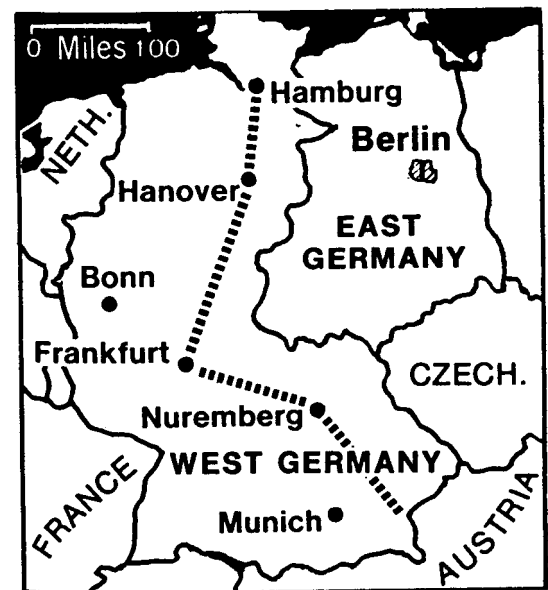 0 Miles 100
Hamburg
NETH.
Berlin
Hanover
EAST
GERMANY
Bonn
Frankfurt
CZECH.
Nuremberg
WEST GERMANY
FRANCE
Munich
AUSTRIA